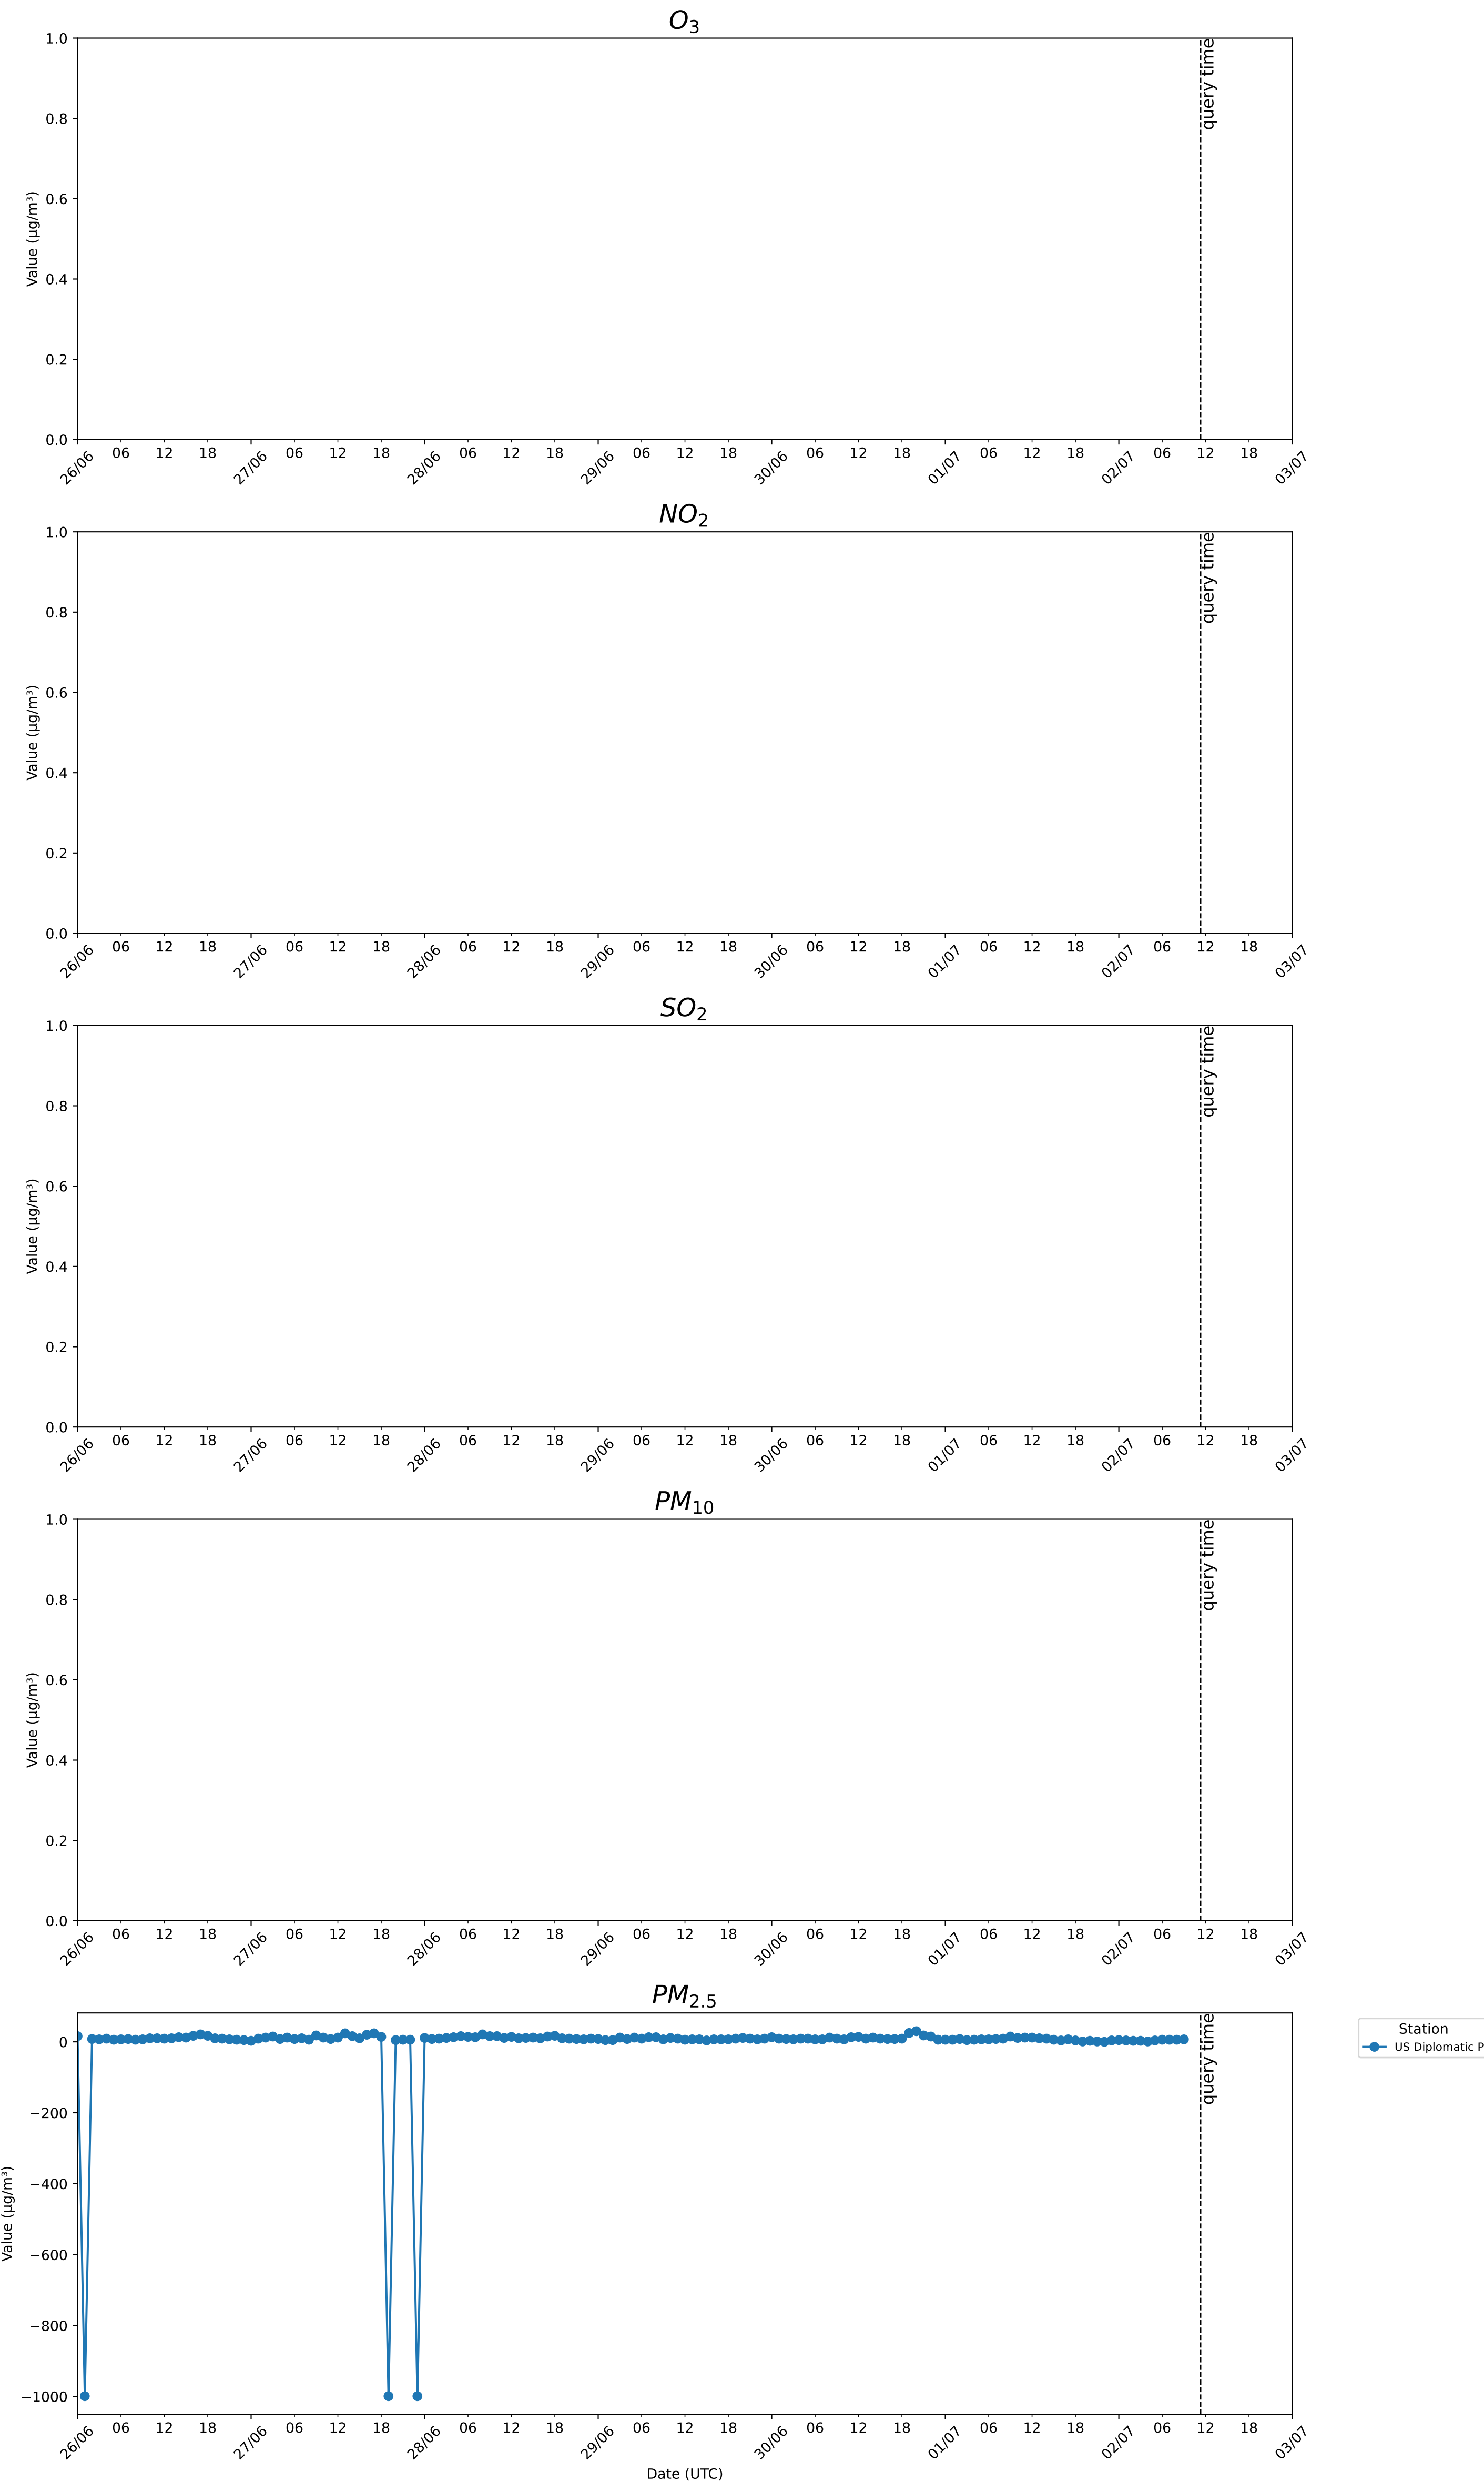 O₃
1.0
0.8
0.6
0.4
0.2
0.0
Value (µg/m³)
query time
26/06 06 12 18 27/06 06 12 18 28/06 06 12 18 29/06 06 12 18 30/06 06 12 18 01/07 06 12 18 02/07 06 12 18 03/07
NO₂
1.0
0.8
0.6
0.4
0.2
0.0
Value (µg/m³)
query time
26/06 06 12 18 27/06 06 12 18 28/06 06 12 18 29/06 06 12 18 30/06 06 12 18 01/07 06 12 18 02/07 06 12 18 03/07
SO₂
1.0
0.8
0.6
0.4
0.2
0.0
Value (µg/m³)
query time
26/06 06 12 18 27/06 06 12 18 28/06 06 12 18 29/06 06 12 18 30/06 06 12 18 01/07 06 12 18 02/07 06 12 18 03/07
PM₁₀
1.0
0.8
0.6
0.4
0.2
0.0
Value (µg/m³)
query time
26/06 06 12 18 27/06 06 12 18 28/06 06 12 18 29/06 06 12 18 30/06 06 12 18 01/07 06 12 18 02/07 06 12 18 03/07
PM₂.₅
0
−200
−400
−600
−800
−1000
Value (µg/m³)
query time
Station
US Diplomatic P
26/06 06 12 18 27/06 06 12 18 28/06 06 12 18 29/06 06 12 18 30/06 06 12 18 01/07 06 12 18 02/07 06 12 18 03/07
Date (UTC)